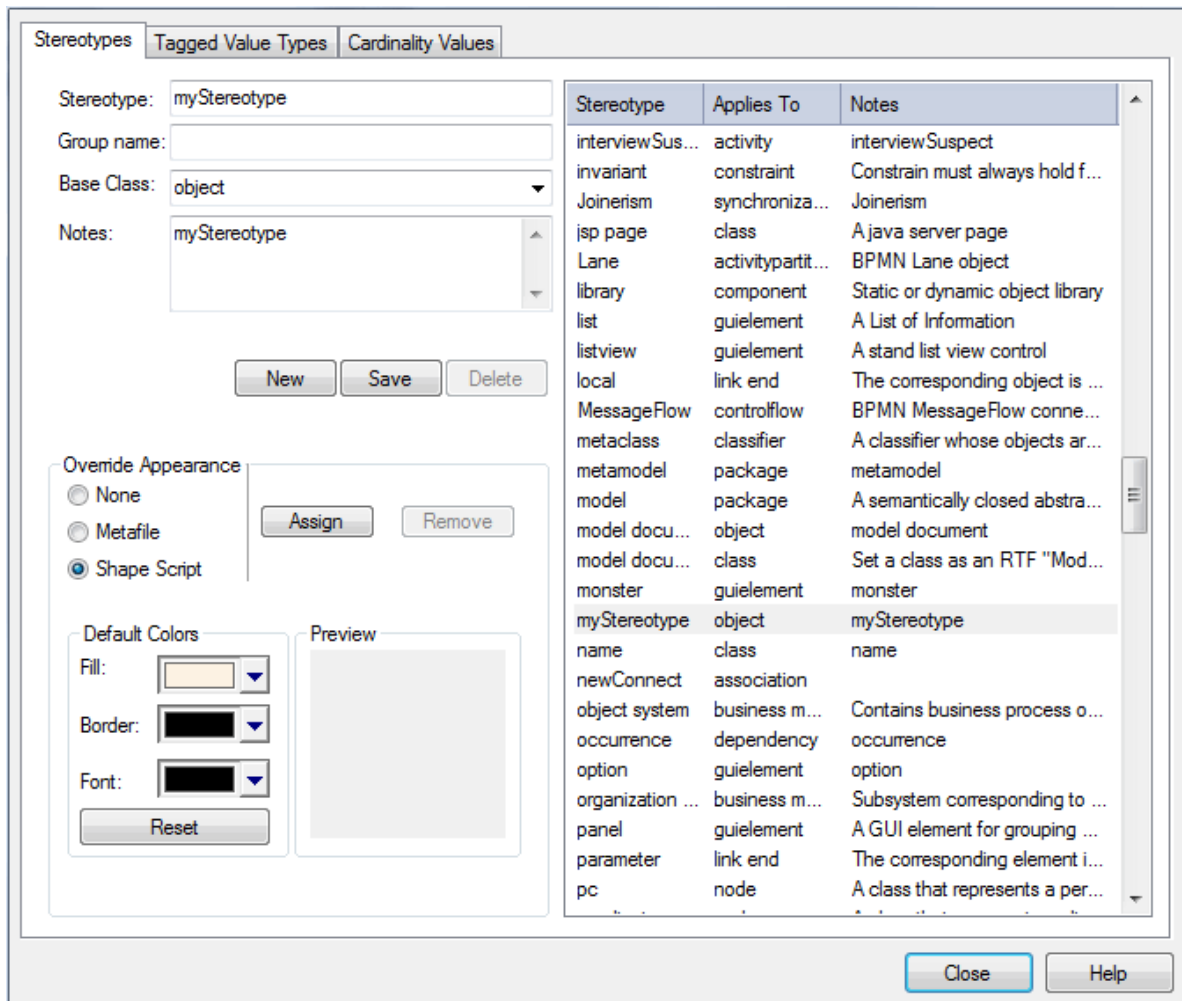 Stereotypes Tagged Value Types Cardinality Values
Stereotype: myStereotype
Group name:
Base Class: object
Notes: myStereotype
New Save Delete
Override Appearance
None
Metafile
Shape Script
Assign Remove
Default Colors
Fill:
Border:
Font:
Reset
Preview
Stereotype Applies To Notes
interviewSus... activity interviewSuspect
invariant constraint Constrain must always hold f...
Joinerism synchroniza... Joinerism
jsp page class A java server page
Lane activitypartit... BPMN Lane object
library component Static or dynamic object library
list guielement A List of Information
listview guielement A stand list view control
local link end The corresponding object is ...
MessageFlow controlflow BPMN MessageFlow conne...
metaclass classifier A classifier whose objects ar...
metamodel package metamodel
model package A semantically closed abstra...
model docu... object model document
model docu... class Set a class as an RTF "Mod...
monster guielement monster
myStereotype object myStereotype
name class name
newConnect association
object system business m... Contains business process o...
occurrence dependency occurrence
option guielement option
organization ... business m... Subsystem corresponding to ...
panel guielement A GUI element for grouping ...
parameter link end The corresponding element i...
pc node A class that represents a per...
Close Help